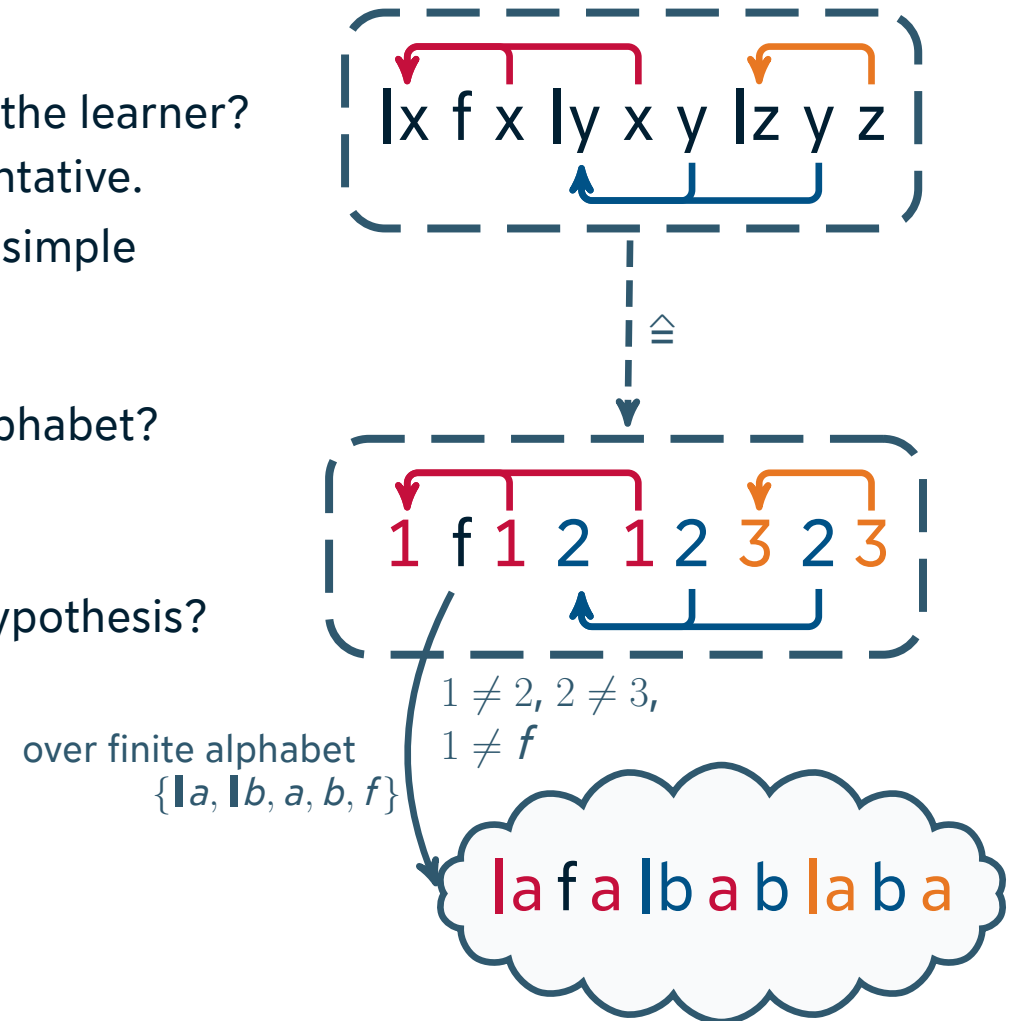 the learner?
ntative.
simple
phabet?
ypothesis?
|x f x |y x y |z y z
≙
1 f 1 2 1 2 3 2 3
1 ≠ 2, 2 ≠ 3,
1 ≠ f
over finite alphabet
{|a, |b, a, b, f}
|a f a |b a b |a b a